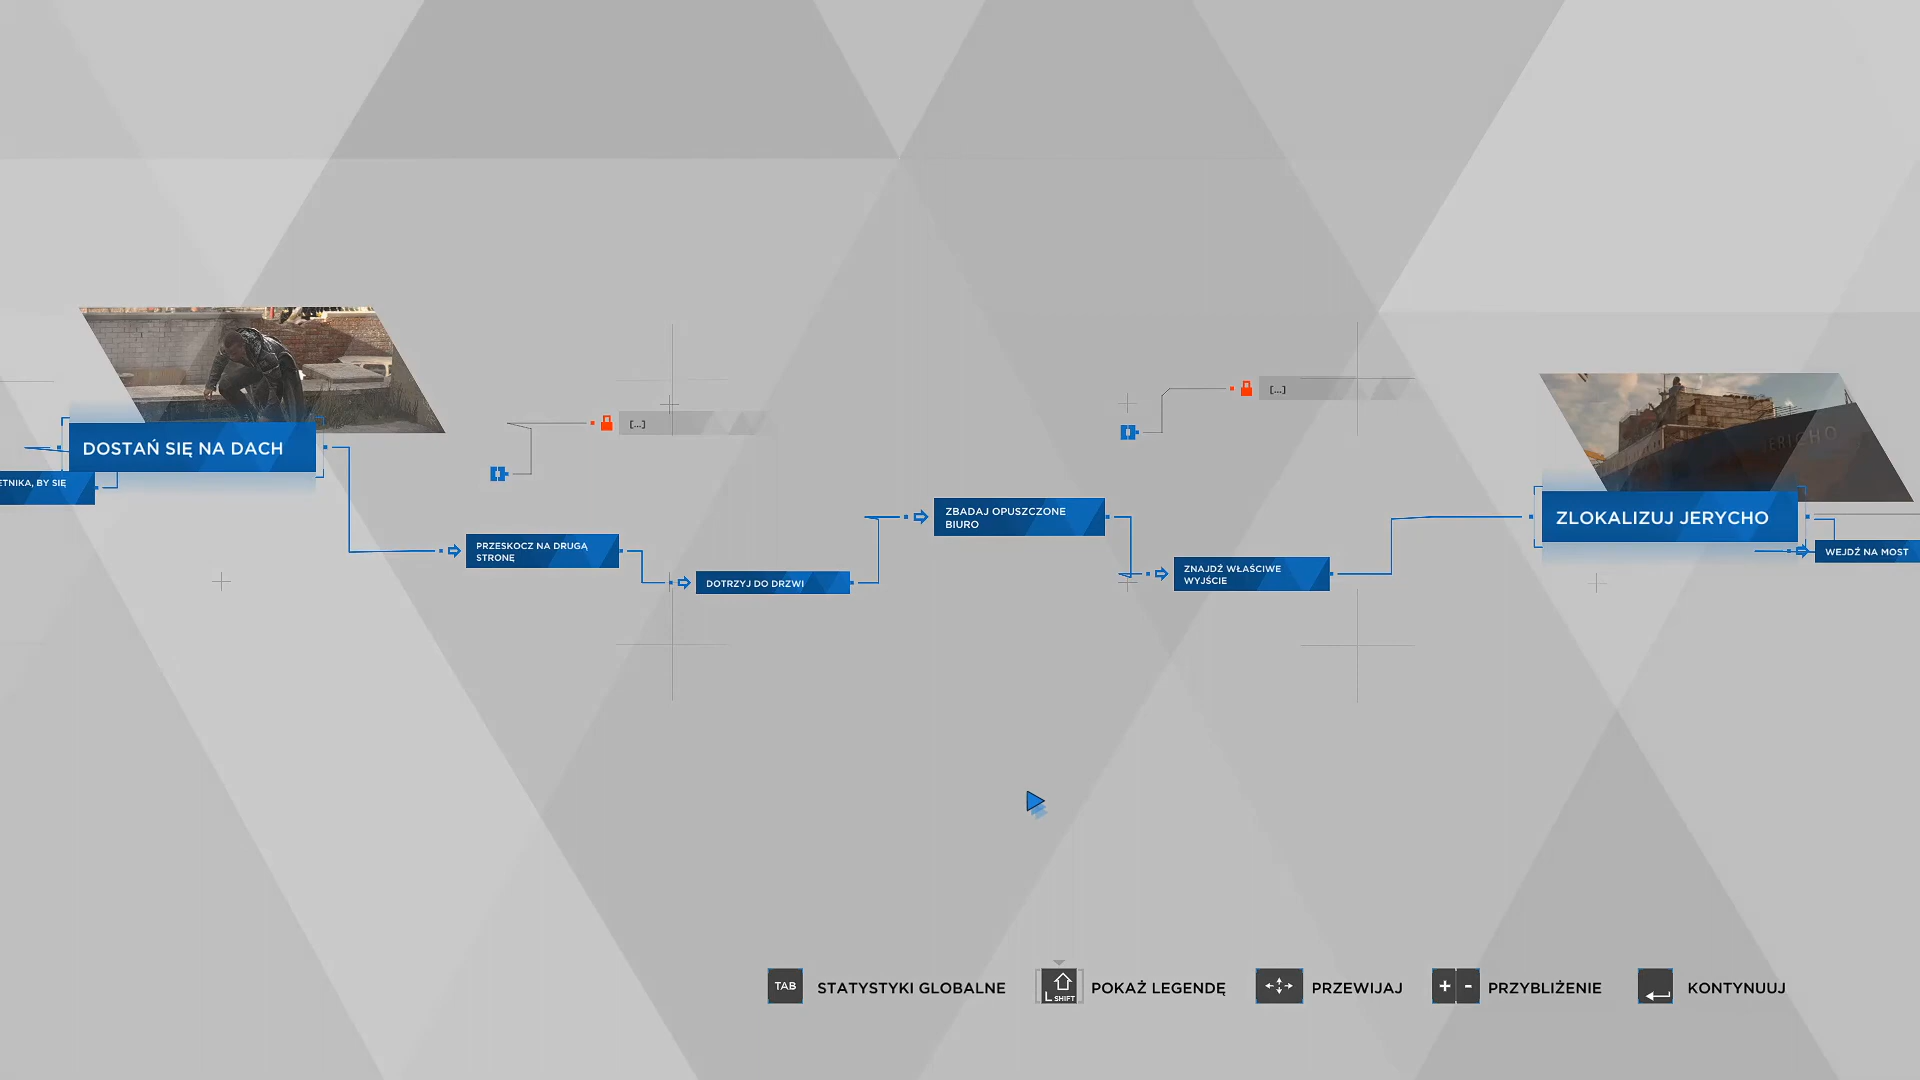 DOSTAŃ SIĘ NA DACH
ETNIKA, BY SIĘ
[...]
PRZESKOCZ NA DRUGĄ
STRONĘ
DOTRZYJ DO DRZWI
ZBADAJ OPUSZCZONE
BIURO
[...]
ZNAJDŹ WŁAŚCIWE
WYJŚCIE
JERICHO
ZLOKALIZUJ JERYCHO
WEJDŹ NA MOST
TAB STATYSTYKI GLOBALNE
L SHIFT POKAŻ LEGENDĘ
PRZEWIJAJ
+ - PRZYBLIŻENIE
KONTYNUUJ